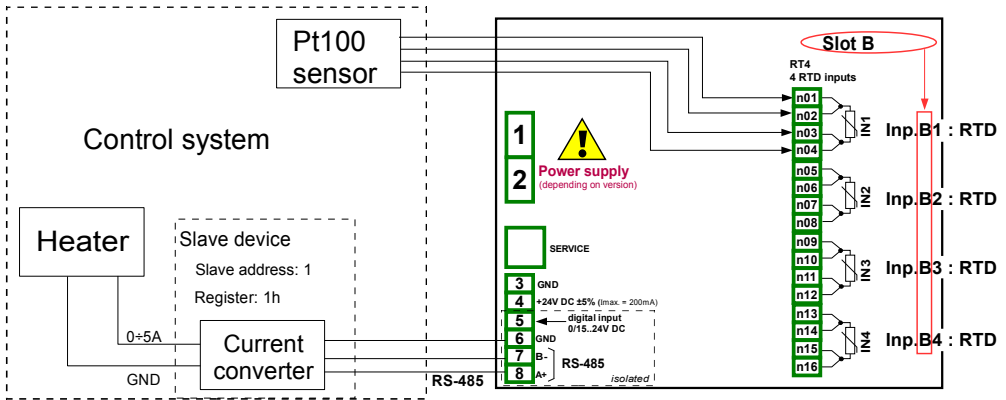 Pt100
sensor
Control system
Heater
Slave device
Slave address: 1
Register: 1h
0÷5A
GND
Current
converter
RS-485
1
2
Power supply
(depending on version)
SERVICE
3 GND
4 +24V DC ±5% (Imax. = 200mA)
5 digital input
0/15..24V DC
6 GND
7 B-
8 A+
RS-485
isolated
Slot B
RT4
4 RTD inputs
n01
n02
n03
n04
IN1
Inp.B1 : RTD
n05
n06
n07
n08
IN2
Inp.B2 : RTD
n09
n10
n11
n12
IN3
Inp.B3 : RTD
n13
n14
n15
n16
IN4
Inp.B4 : RTD